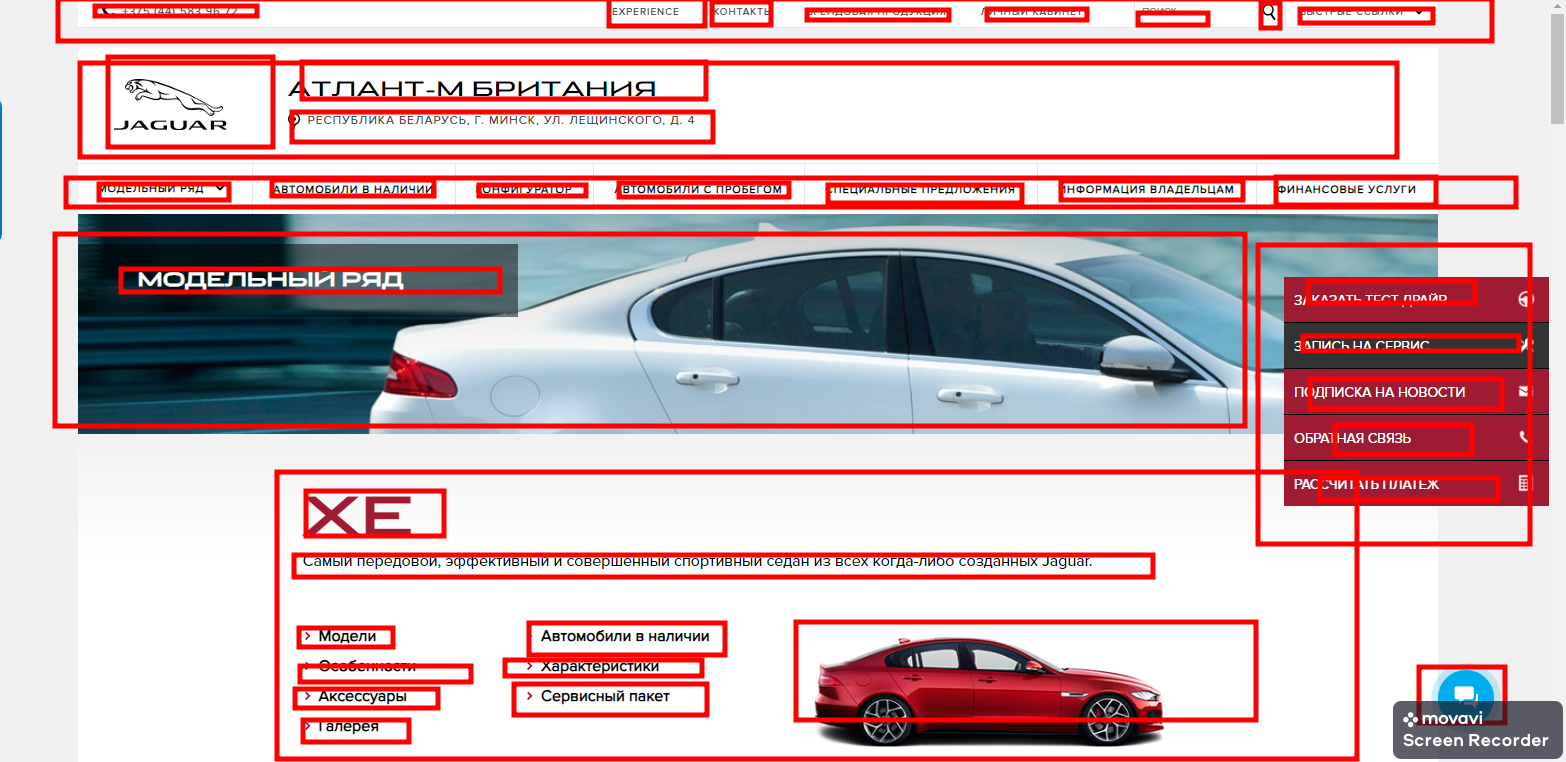 +375 (44) 583 96 72
EXPERIENCE
КОНТАКТЫ
БРЕНДОВАЯ ПРОДУКЦИЯ
ЛИЧНЫЙ КАБИНЕТ
ПОИСК
БЫСТРЫЕ ССЫЛКИ
JAGUAR
АТЛАНТ-М БРИТАНИЯ
РЕСПУБЛИКА БЕЛАРУСЬ, Г. МИНСК, УЛ. ЛЕЩИНСКОГО, Д. 4
МОДЕЛЬНЫЙ РЯД
АВТОМОБИЛИ В НАЛИЧИИ
КОНФИГУРАТОР
АВТОМОБИЛИ С ПРОБЕГОМ
СПЕЦИАЛЬНЫЕ ПРЕДЛОЖЕНИЯ
ИНФОРМАЦИЯ ВЛАДЕЛЬЦАМ
ФИНАНСОВЫЕ УСЛУГИ
МОДЕЛЬНЫЙ РЯД
ЗАКАЗАТЬ ТЕСТ-ДРАЙВ
ЗАПИСЬ НА СЕРВИС
ПОДПИСКА НА НОВОСТИ
ОБРАТНАЯ СВЯЗЬ
РАССЧИТАТЬ ПЛАТЕЖ
XE
Самый передовой, эффективный и совершенный спортивный седан из всех когда-либо созданных Jaguar.
Модели
Особенности
Аксессуары
Галерея
Автомобили в наличии
Характеристики
Сервисный пакет
movavi
Screen Recorder